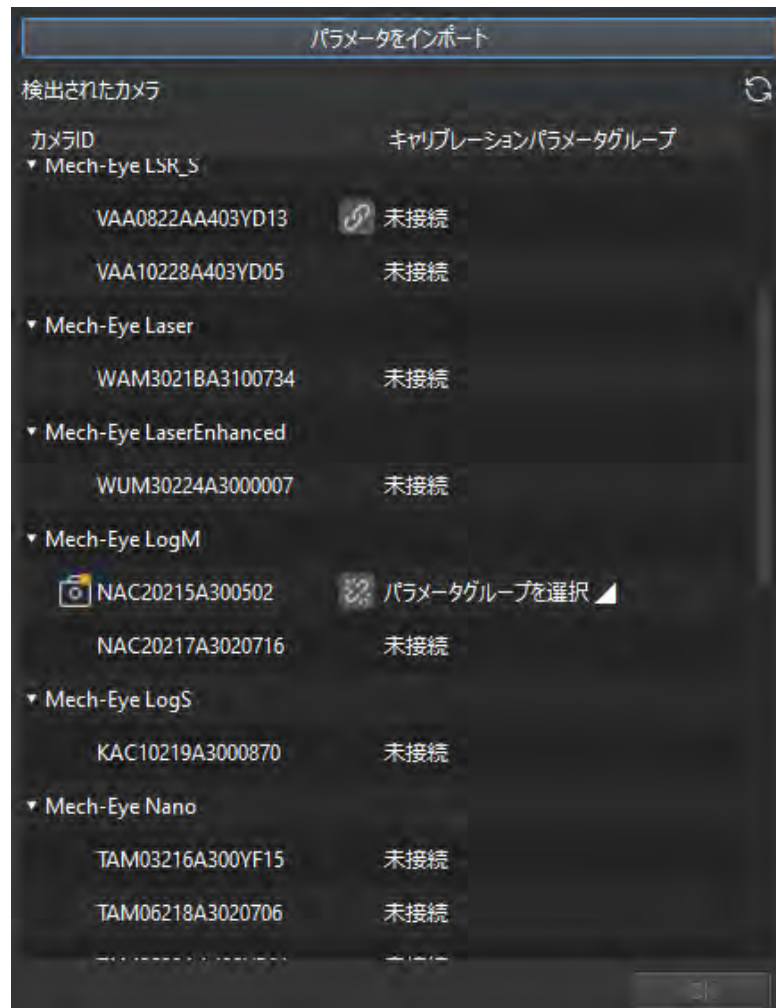 パラメータをインポート
検出されたカメラ
カメラID キャリブレーションパラメータグループ
Mech-Eye LSR_S
VAA0822AA403YD13 未接続
VAA10228A403YD05 未接続
Mech-Eye Laser
WAM3021BA3100734 未接続
Mech-Eye LaserEnhanced
WUM30224A3000007 未接続
Mech-Eye LogM
NAC20215A300502 パラメータグループを選択
NAC20217A3020716 未接続
Mech-Eye LogS
KAC10219A3000870 未接続
Mech-Eye Nano
TAM03216A300YF15 未接続
TAM06218A3020706 未接続